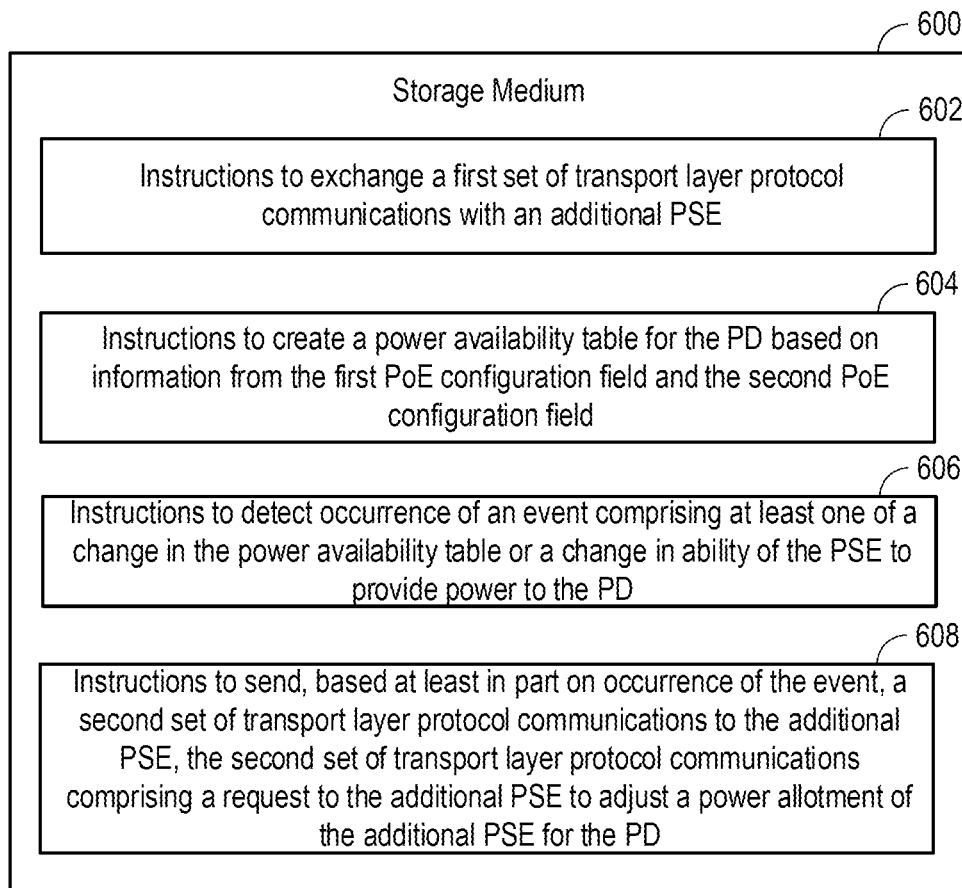 600
Storage Medium
602
Instructions to exchange a first set of transport layer protocol
communications with an additional PSE
604
Instructions to create a power availability table for the PD based on
information from the first PoE configuration field and the second PoE
configuration field
606
Instructions to detect occurrence of an event comprising at least one of a
change in the power availability table or a change in ability of the PSE to
provide power to the PD
608
Instructions to send, based at least in part on occurrence of the event, a
second set of transport layer protocol communications to the additional
PSE, the second set of transport layer protocol communications
comprising a request to the additional PSE to adjust a power allotment of
the additional PSE for the PD